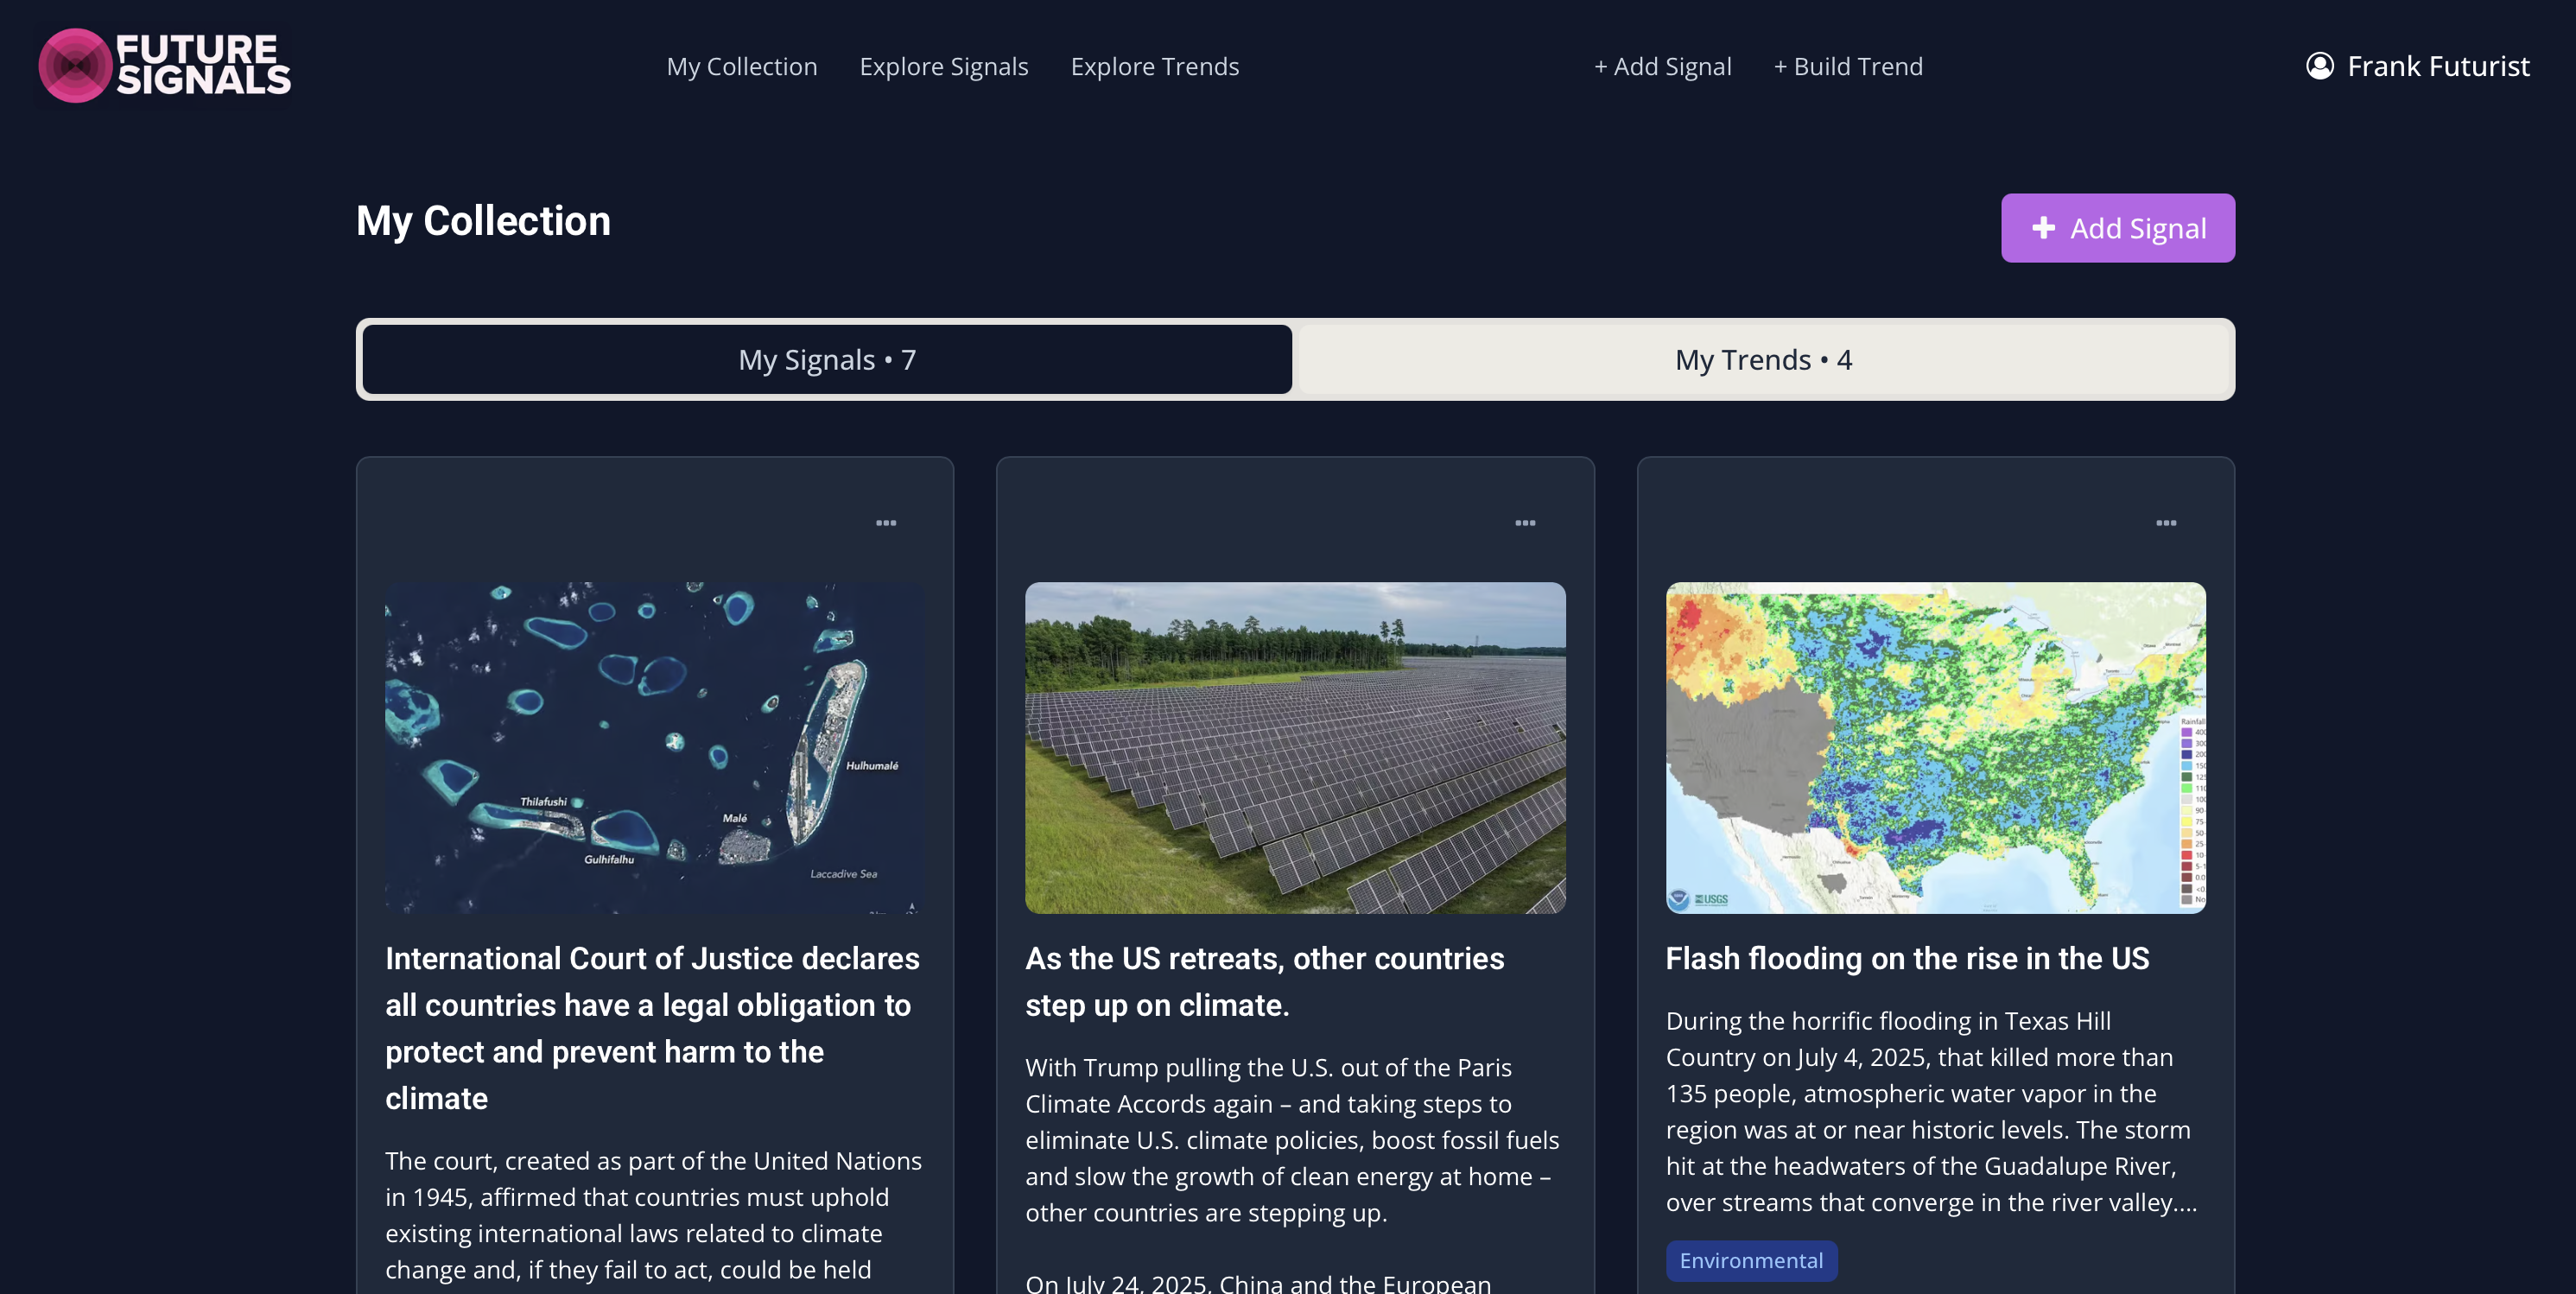 FUTURE
SIGNALS
My Collection
Explore Signals
Explore Trends
+ Add Signal
+ Build Trend
Frank Futurist
My Collection
Add Signal
My Signals • 7
My Trends • 4
Hulhumalé
Thilafushi
Malé
Gulhifalhu
Laccadive Sea
International Court of Justice declares
all countries have a legal obligation to
protect and prevent harm to the
climate
The court, created as part of the United Nations
in 1945, affirmed that countries must uphold
existing international laws related to climate
change and, if they fail to act, could be held
As the US retreats, other countries
step up on climate.
With Trump pulling the U.S. out of the Paris
Climate Accords again – and taking steps to
eliminate U.S. climate policies, boost fossil fuels
and slow the growth of clean energy at home –
other countries are stepping up.
On July 24, 2025, China and the European
Rainfall
USGS
Flash flooding on the rise in the US
During the horrific flooding in Texas Hill
Country on July 4, 2025, that killed more than
135 people, atmospheric water vapor in the
region was at or near historic levels. The storm
hit at the headwaters of the Guadalupe River,
over streams that converge in the river valley....
Environmental